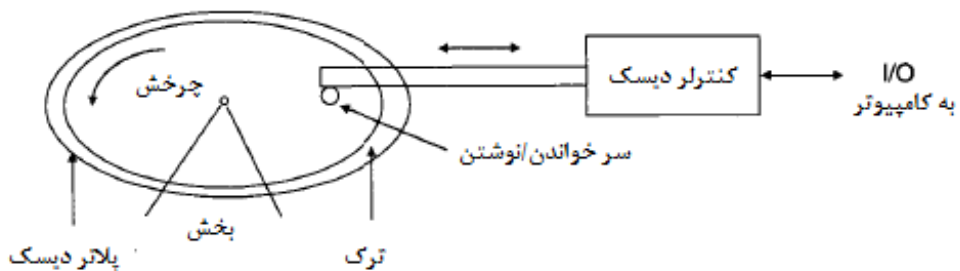 چرخش
کنترلر دیسک
I/O
به کامپیوتر
سر خواندن/نوشتن
بخش
ترک
پلاتر دیسک